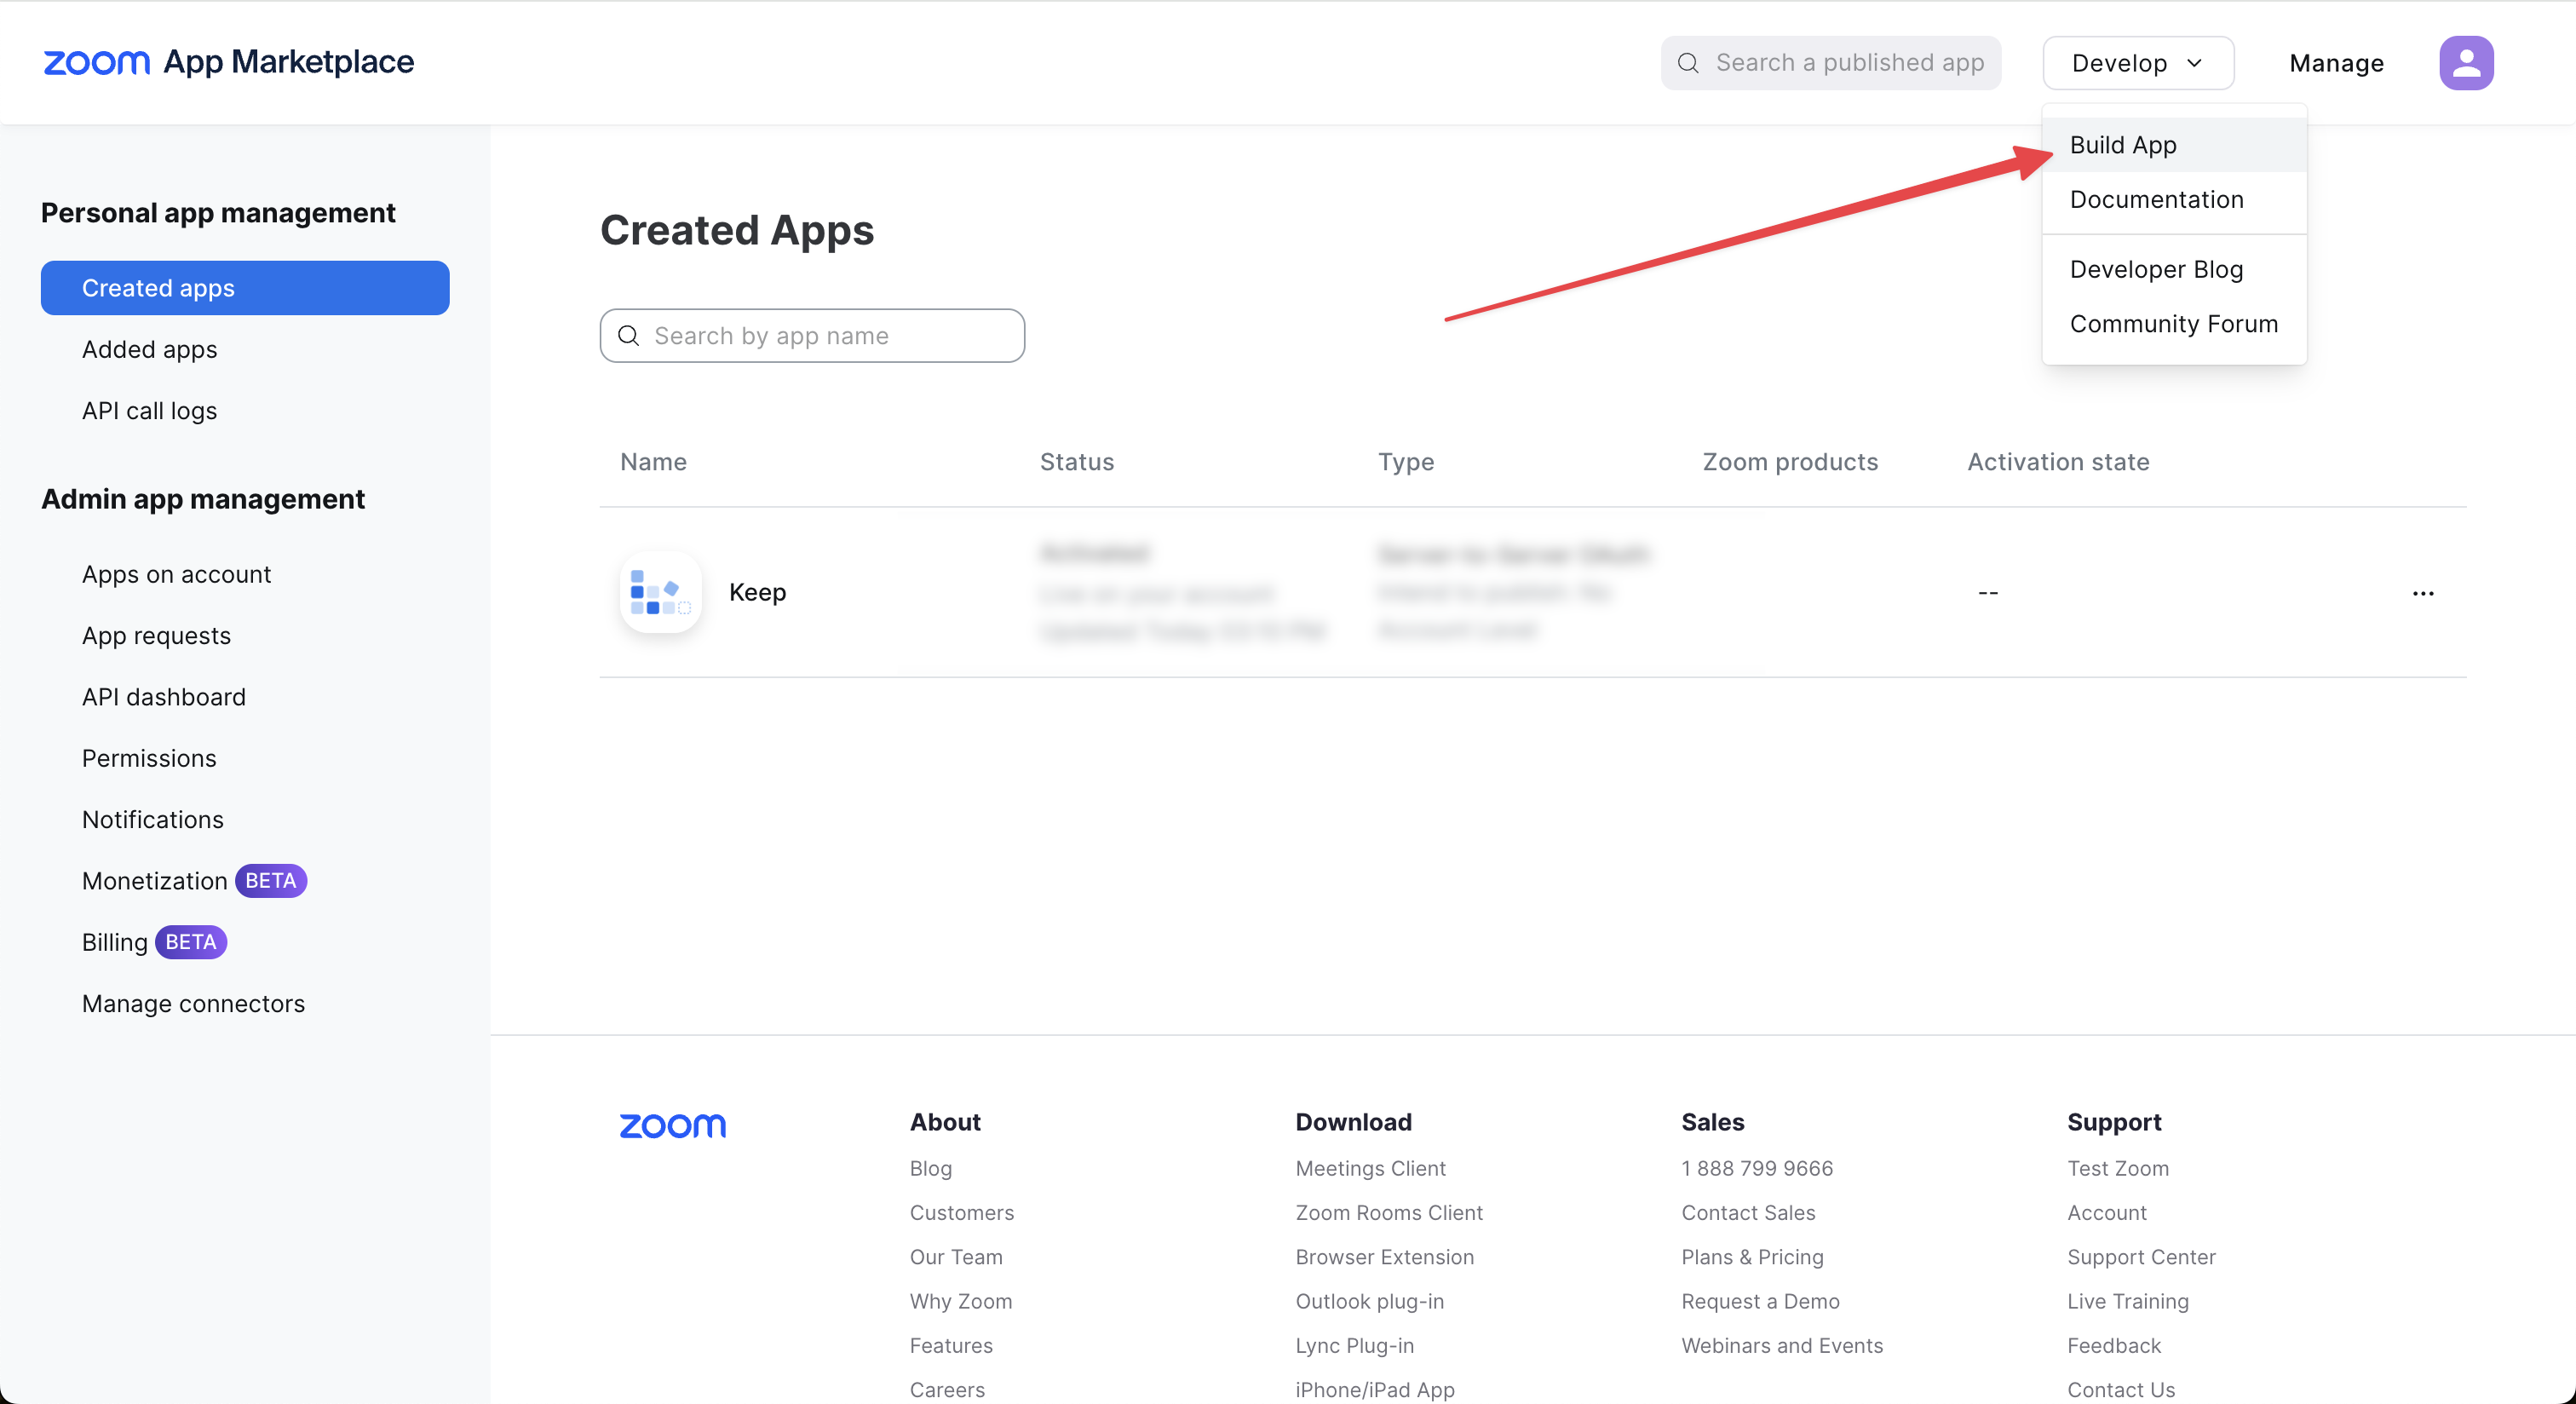 zoom App Marketplace
Search a published app
Develop
Manage
Build App
Documentation
Developer Blog
Community Forum
Personal app management
Created apps
Added apps
API call logs
Admin app management
Apps on account
App requests
API dashboard
Permissions
Notifications
Monetization BETA
Billing BETA
Manage connectors
Created Apps
Search by app name
Name Status Type Zoom products Activation state
Keep
--
zoom
About
Blog
Customers
Our Team
Why Zoom
Features
Careers
Download
Meetings Client
Zoom Rooms Client
Browser Extension
Outlook plug-in
Lync Plug-in
iPhone/iPad App
Sales
1 888 799 9666
Contact Sales
Plans & Pricing
Request a Demo
Webinars and Events
Support
Test Zoom
Account
Support Center
Live Training
Feedback
Contact Us